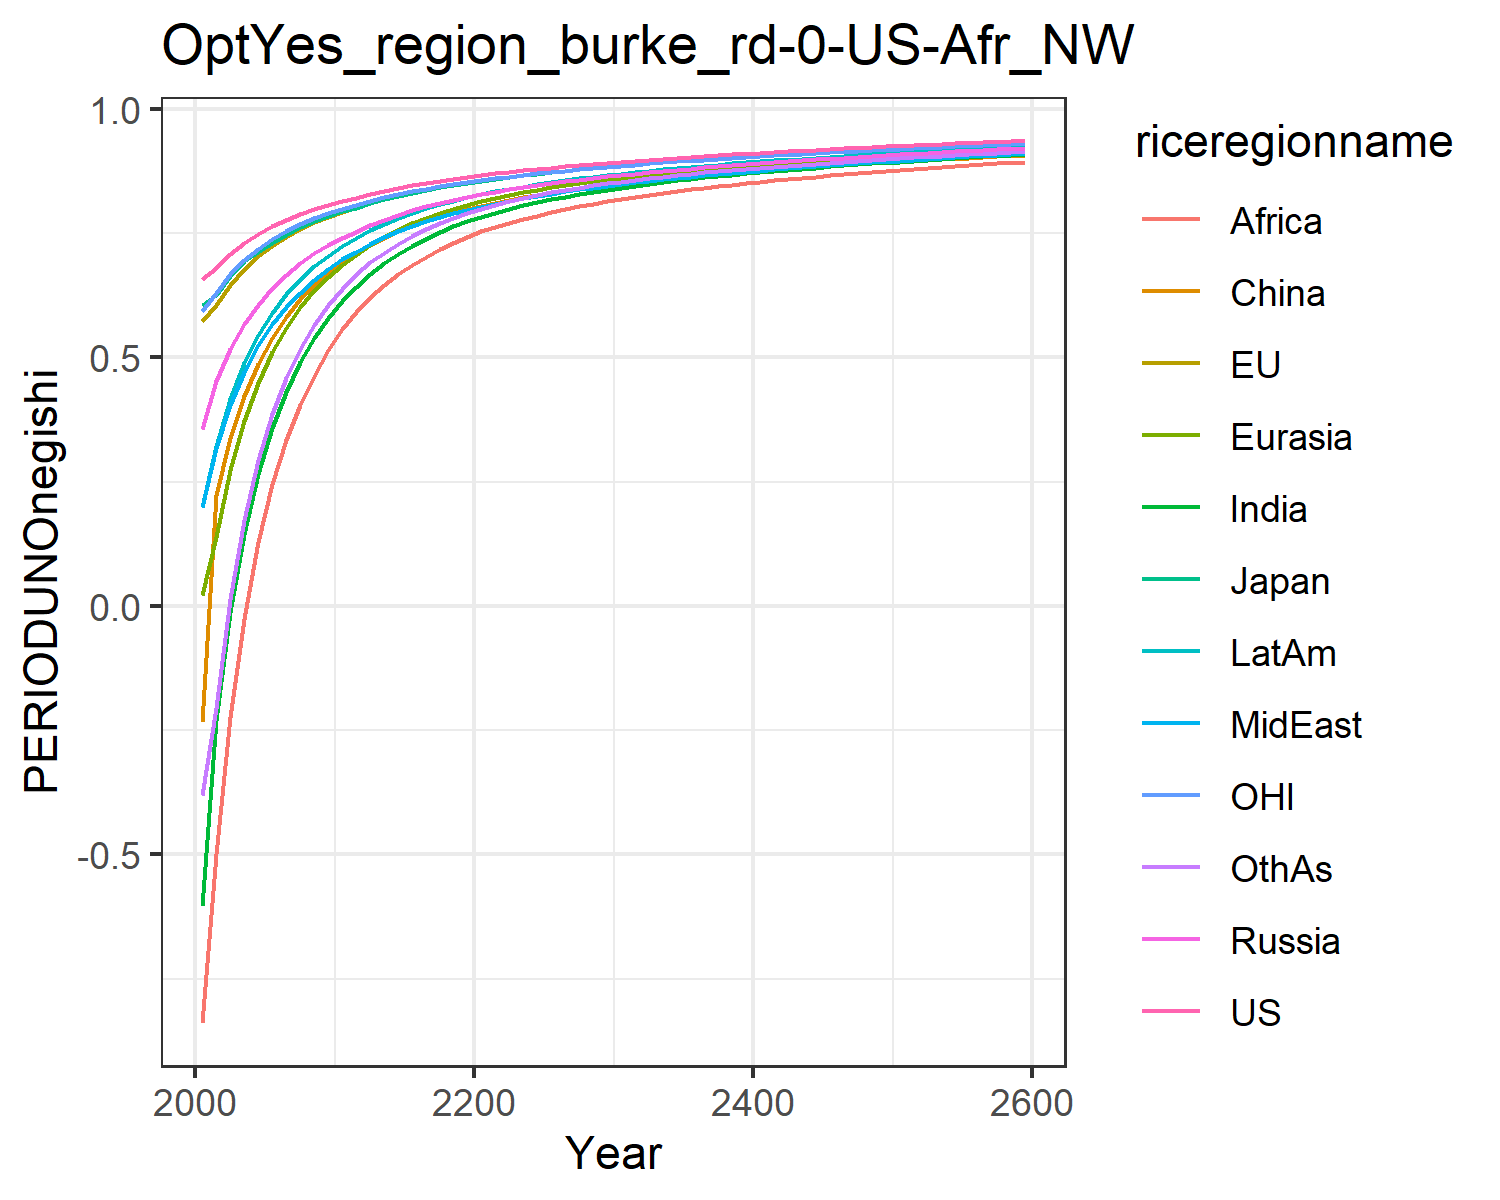 OptYes_region_burke_rd-0-US-Afr_NW
PERIODUNOnegishi
1.0
0.5
0.0
-0.5
2000
2200
2400
2600
Year
riceregionname
Africa
China
EU
Eurasia
India
Japan
LatAm
MidEast
OHI
OthAs
Russia
US